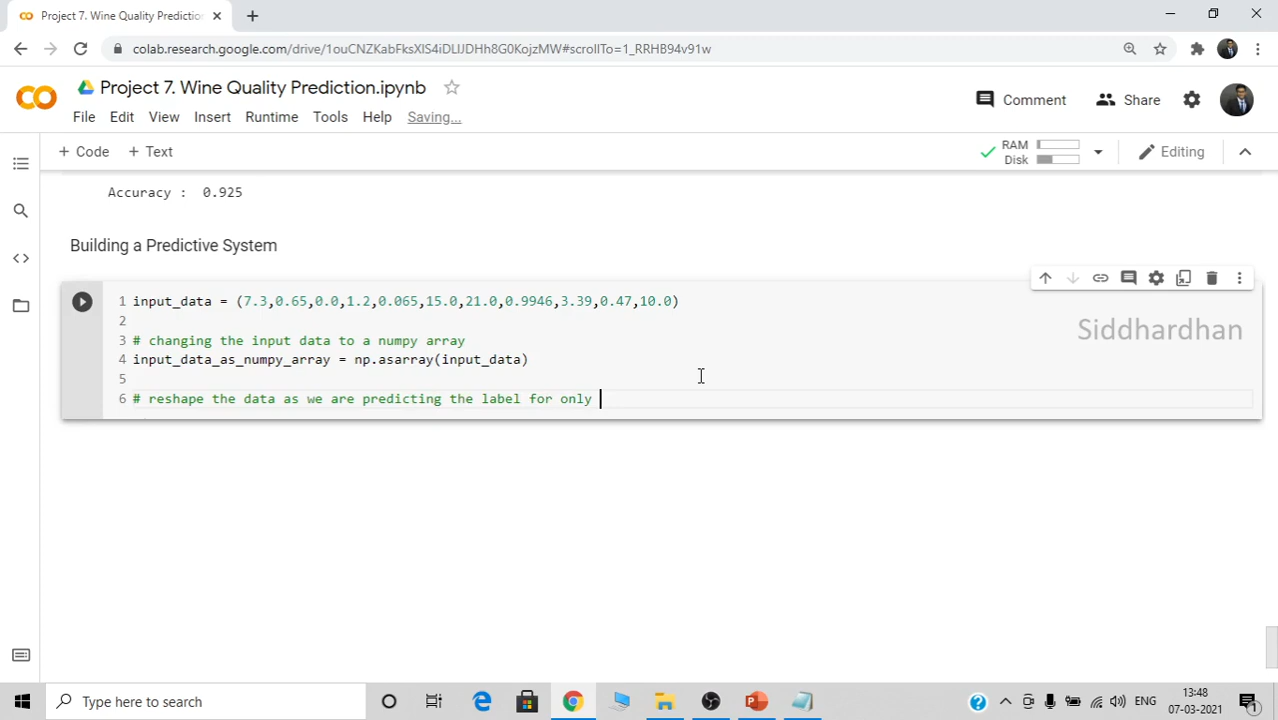 Project 7. Wine Quality Predictio
colab.research.google.com/drive/1ouCNZKabFksXlS4iDLlJDHh8G0KojzMW#scrollTo=1_RRHB94v91w
Project 7. Wine Quality Prediction.ipynb
Comment
Share
File Edit View Insert Runtime Tools Help Saving...
+ Code + Text
RAM
Disk
Editing
Accuracy : 0.925
Building a Predictive System
1 input_data = (7.3,0.65,0.0,1.2,0.065,15.0,21.0,0.9946,3.39,0.47,10.0)
2
Siddhardhan
3 # changing the input data to a numpy array
4 input_data_as_numpy_array = np.asarray(input_data)
5
6 # reshape the data as we are predicting the label for only
Type here to search
ENG
13:48
07-03-2021
1